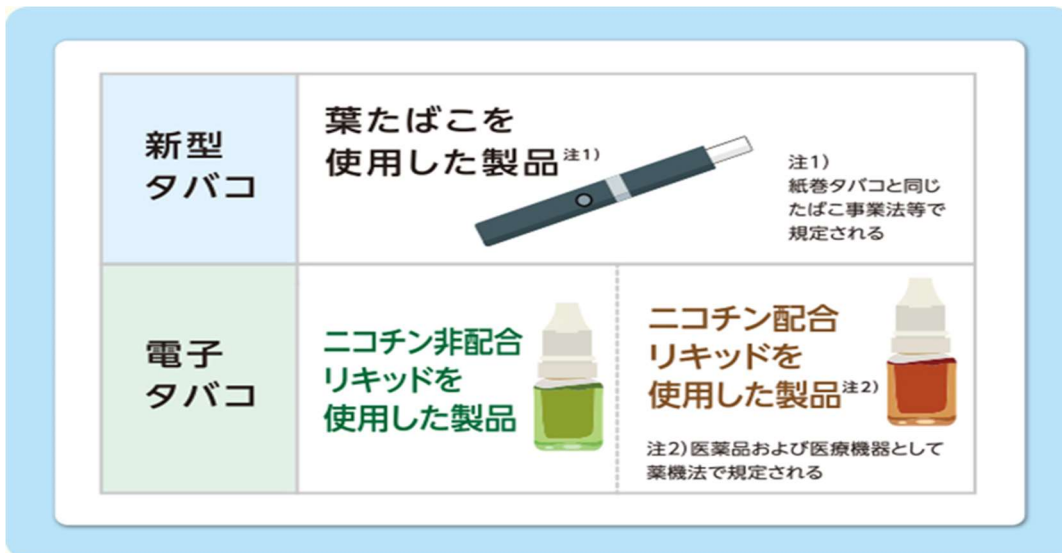 新型
タバコ
葉たばこを
使用した製品注1)
注1)
紙巻タバコと同じ
たばこ事業法等で
規定される
電子
タバコ
ニコチン非配合
リキッドを
使用した製品
ニコチン配合
リキッドを
使用した製品注2)
注2)医薬品および医療機器として
薬機法で規定される